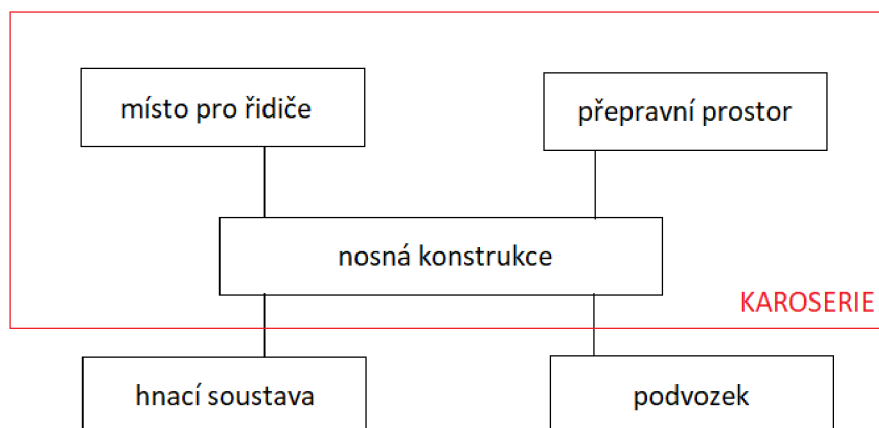 místo pro řidiče
přepravní prostor
nosná konstrukce
KAROSERIE
hnací soustava
podvozek